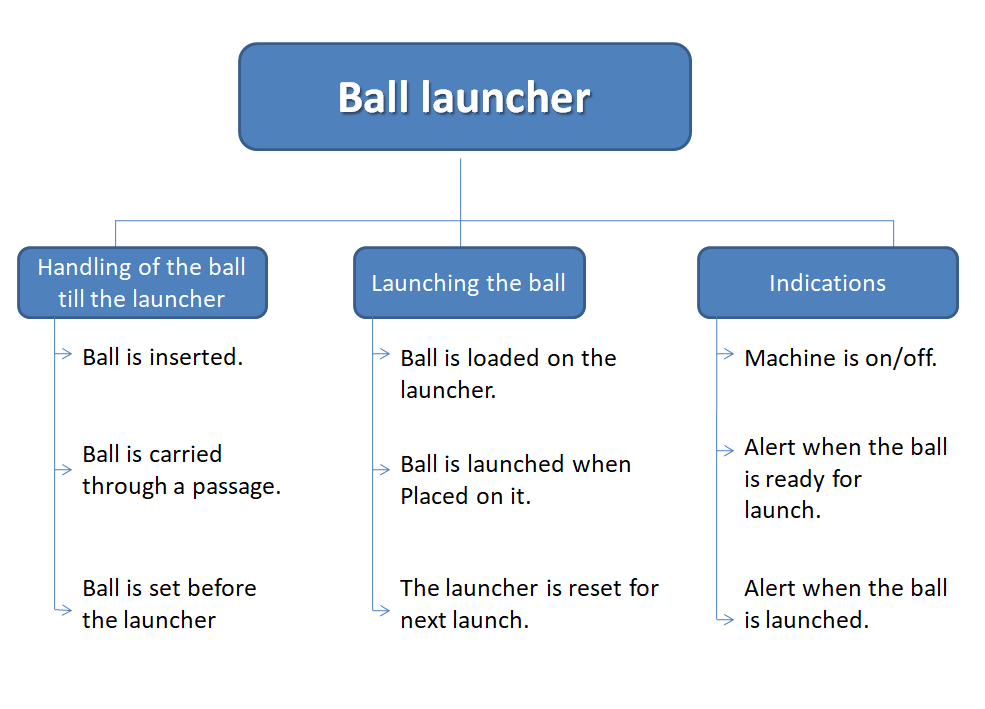 Ball launcher
Handling of the ball
till the launcher
Ball is inserted.
Ball is carried
through a passage.
Ball is set before
the launcher
Launching the ball
Ball is loaded on the
launcher.
Ball is launched when
Placed on it.
The launcher is reset for
next launch.
Indications
Machine is on/off.
Alert when the ball
is ready for
launch.
Alert when the ball
is launched.